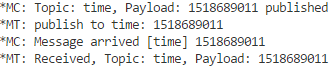 *MC: Topic: time, Payload: 1518689011 published
*MT: publish to time: 1518689011
*MC: Message arrived [time] 1518689011
*MT: Received, Topic: time, Payload: 1518689011